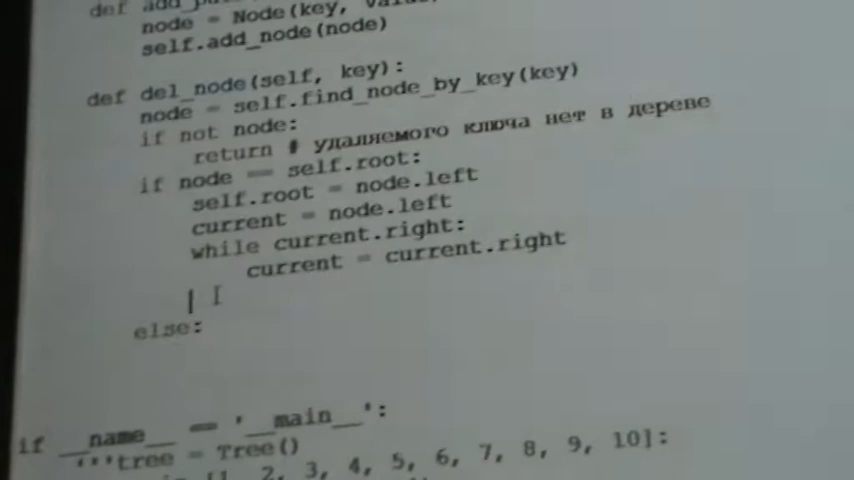 def
node = Node(key,
self.add_node(node)
def del_node(self, key):
node = self.find_node_by_key(key)
if not node:
return # удаляемого ключа нет в дереве
if node == self.root:
self.root = node.left
current = node.left
while current.right:
current = current.right
else:
if __name__ == '__main__':
'''tree = Tree()
[1, 2, 3, 4, 5, 6, 7, 8, 9, 10]: